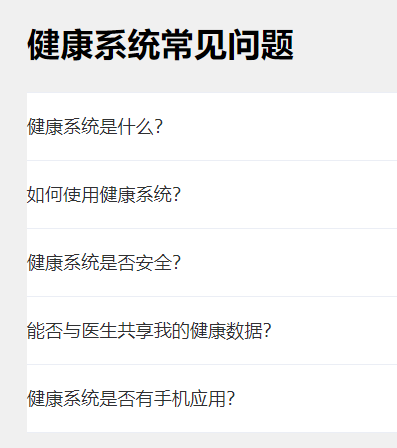 健康系统常见问题
健康系统是什么？
如何使用健康系统？
健康系统是否安全？
能否与医生共享我的健康数据？
健康系统是否有手机应用？